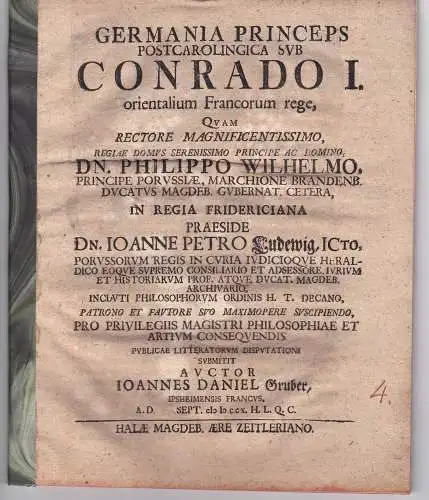 GERMANIA PRINCEPS
POSTCAROLINGICA SVB
CONRADO I.
orientalium Francorum rege,
QVAM
RECTORE MAGNIFICENTISSIMO,
REGIAE DOMVS SERENISSIMO PRINCIPE AC DOMINO,
DN. PHILIPPO WILHELMO,
PRINCIPE PORVSSIAE, MARCHIONE BRANDENB.
DVCATVS MAGDEB. GVBERNAT. CETERA,
IN REGIA FRIDERICIANA
PRAESIDE
DN. IOANNE PETRO Ludewig, ICTO,
PORVSSORVM REGIS IN CVRIA IVDICIOQVE HERAL-
DICO EOQVE SVPREMO CONSILIARIO ET ADSESSORE, IVRIVM
ET HISTORIARVM PROF. ATQVE DVCAT. MAGDEB.
ARCHIVARIO,
INCLVTI PHILOSOPHORVM ORDINIS H. T. DECANO,
PATRONO ET FAVTORE SVO MAXIMOPERE SVSCIPIENDO,
PRO PRIVILEGIIS MAGISTRI PHILOSOPHIAE ET
ARTIVM CONSEQVENDIS
PVBLICAE LITTERATORVM DISPVTATIONI
SVBMITTIT
AVCTOR
IOANNES DANIEL Gruber,
IPSHEIMENSIS FRANCVS.
A.D. SEPT. cIɔ Iɔ ccx. H. L. Q. C.
HALÆ MAGDEB. ÆRE ZEITLERIANO.
4.